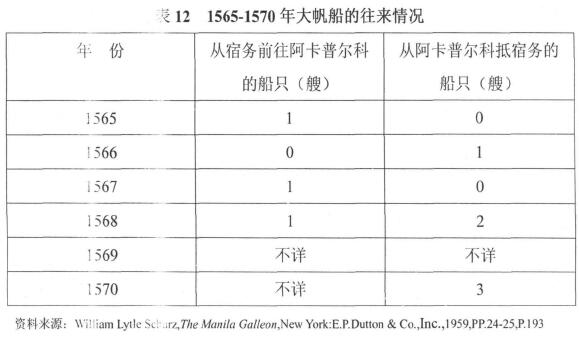 表 12 1565-1570 年大帆船的往来情况
年 份 从宿务前往阿卡普尔科的船只（艘） 从阿卡普尔科抵宿务的船只（艘）
1565 1 0
1566 0 1
1567 1 0
1568 1 2
1569 不详 不详
1570 不详 3
资料来源：William Lytle Schurz,The Manila Galleon,New York:E.P.Dutton & Co.,Inc.,1959,PP.24-25,P.193